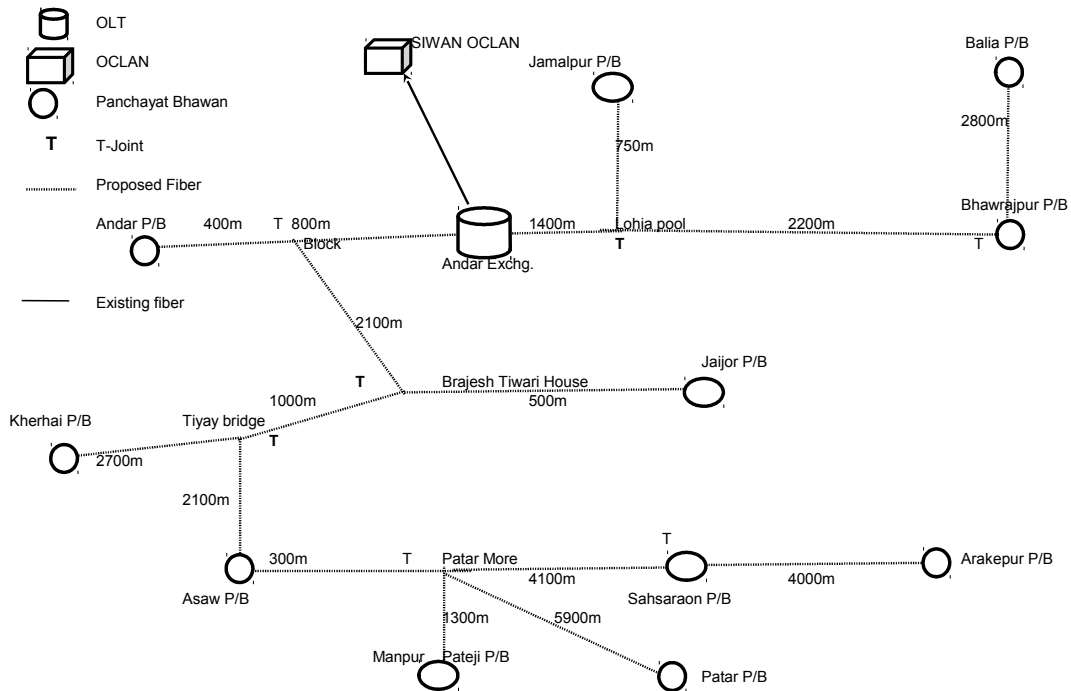 OLT
SIWAN OCLAN
Balia P/B
OCLAN
Jamalpur P/B
Panchayat Bhawan
2800m
T T-Joint
750m
Proposed Fiber
Bhawrajpur P/B
Andar P/B
400m T 800m
1400m Lohia pool 2200m
Block
T
T
Andar Exchg.
Existing fiber
2100m
Jaijor P/B
T Brajesh Tiwari House
1000m
500m
Kherhai P/B
Tiyay bridge
T
2700m
2100m
T
300m T Patar More
Arakepur P/B
4100m
4000m
Asaw P/B
Sahsaraon P/B
1300m
5900m
Manpur Pateji P/B
Patar P/B